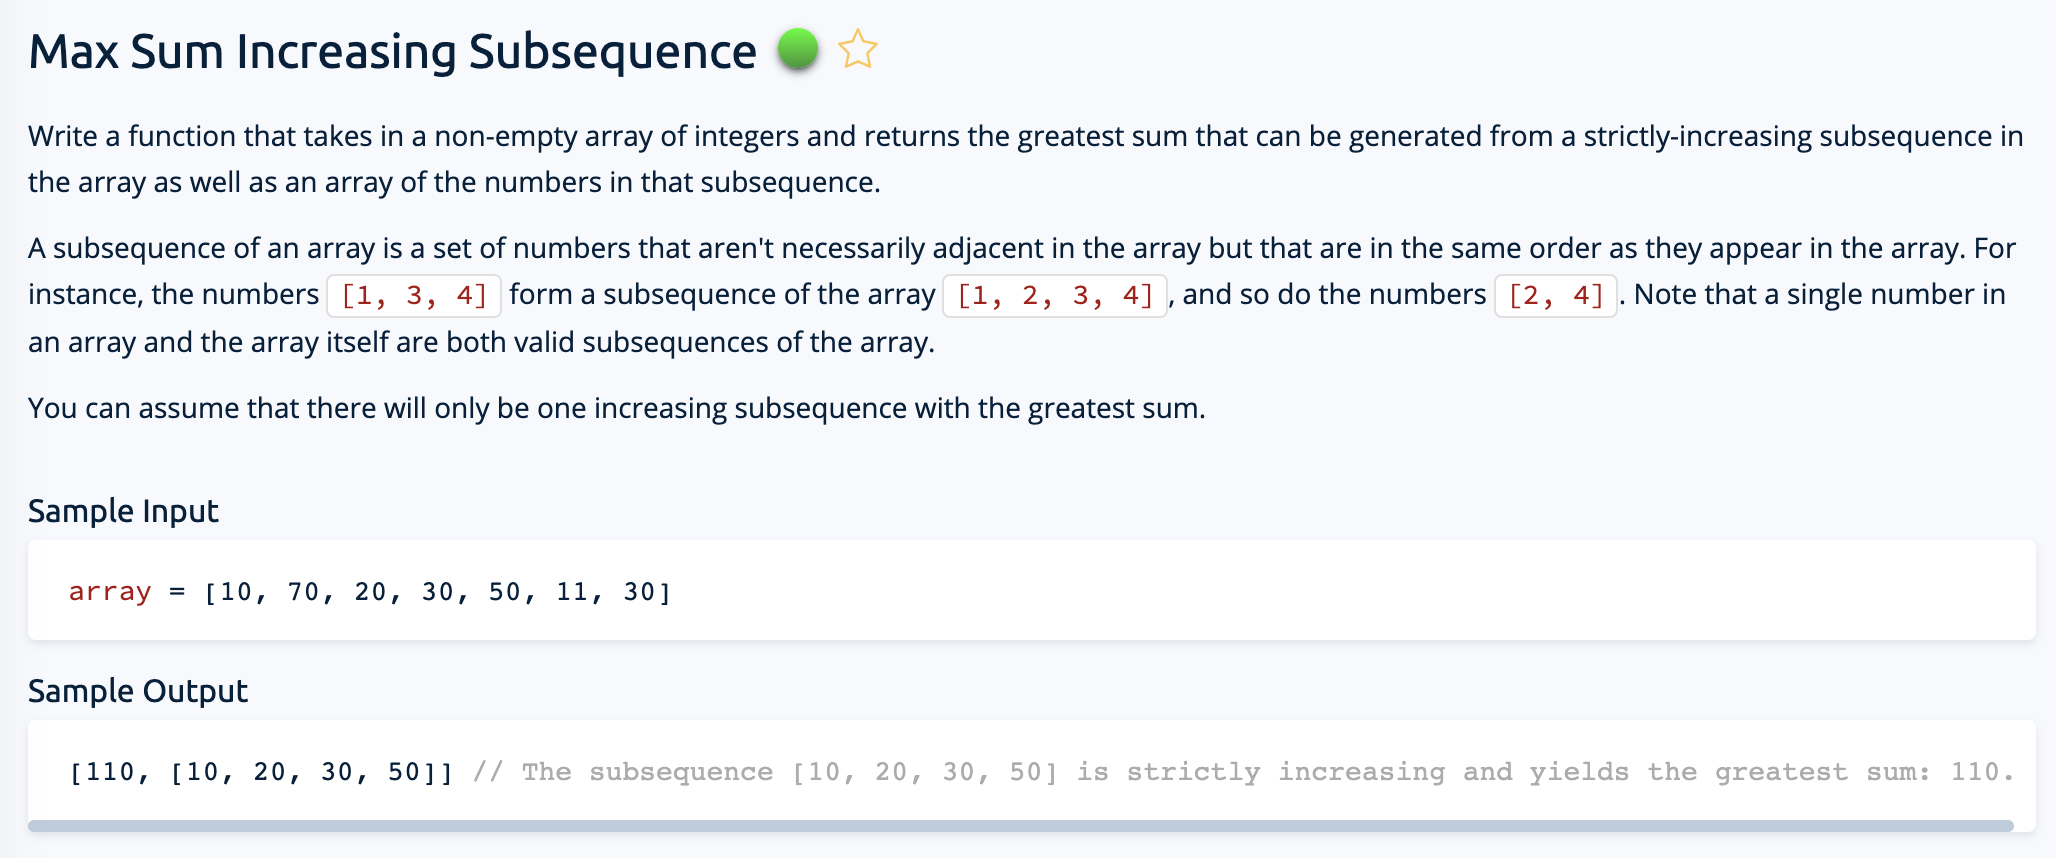 Max Sum Increasing Subsequence
Write a function that takes in a non-empty array of integers and returns the greatest sum that can be generated from a strictly-increasing subsequence in
the array as well as an array of the numbers in that subsequence.
A subsequence of an array is a set of numbers that aren't necessarily adjacent in the array but that are in the same order as they appear in the array. For
instance, the numbers [1, 3, 4] form a subsequence of the array [1, 2, 3, 4], and so do the numbers [2, 4]. Note that a single number in
an array and the array itself are both valid subsequences of the array.
You can assume that there will only be one increasing subsequence with the greatest sum.
Sample Input
array = [10, 70, 20, 30, 50, 11, 30]
Sample Output
[110, [10, 20, 30, 50]] // The subsequence [10, 20, 30, 50] is strictly increasing and yields the greatest sum: 110.